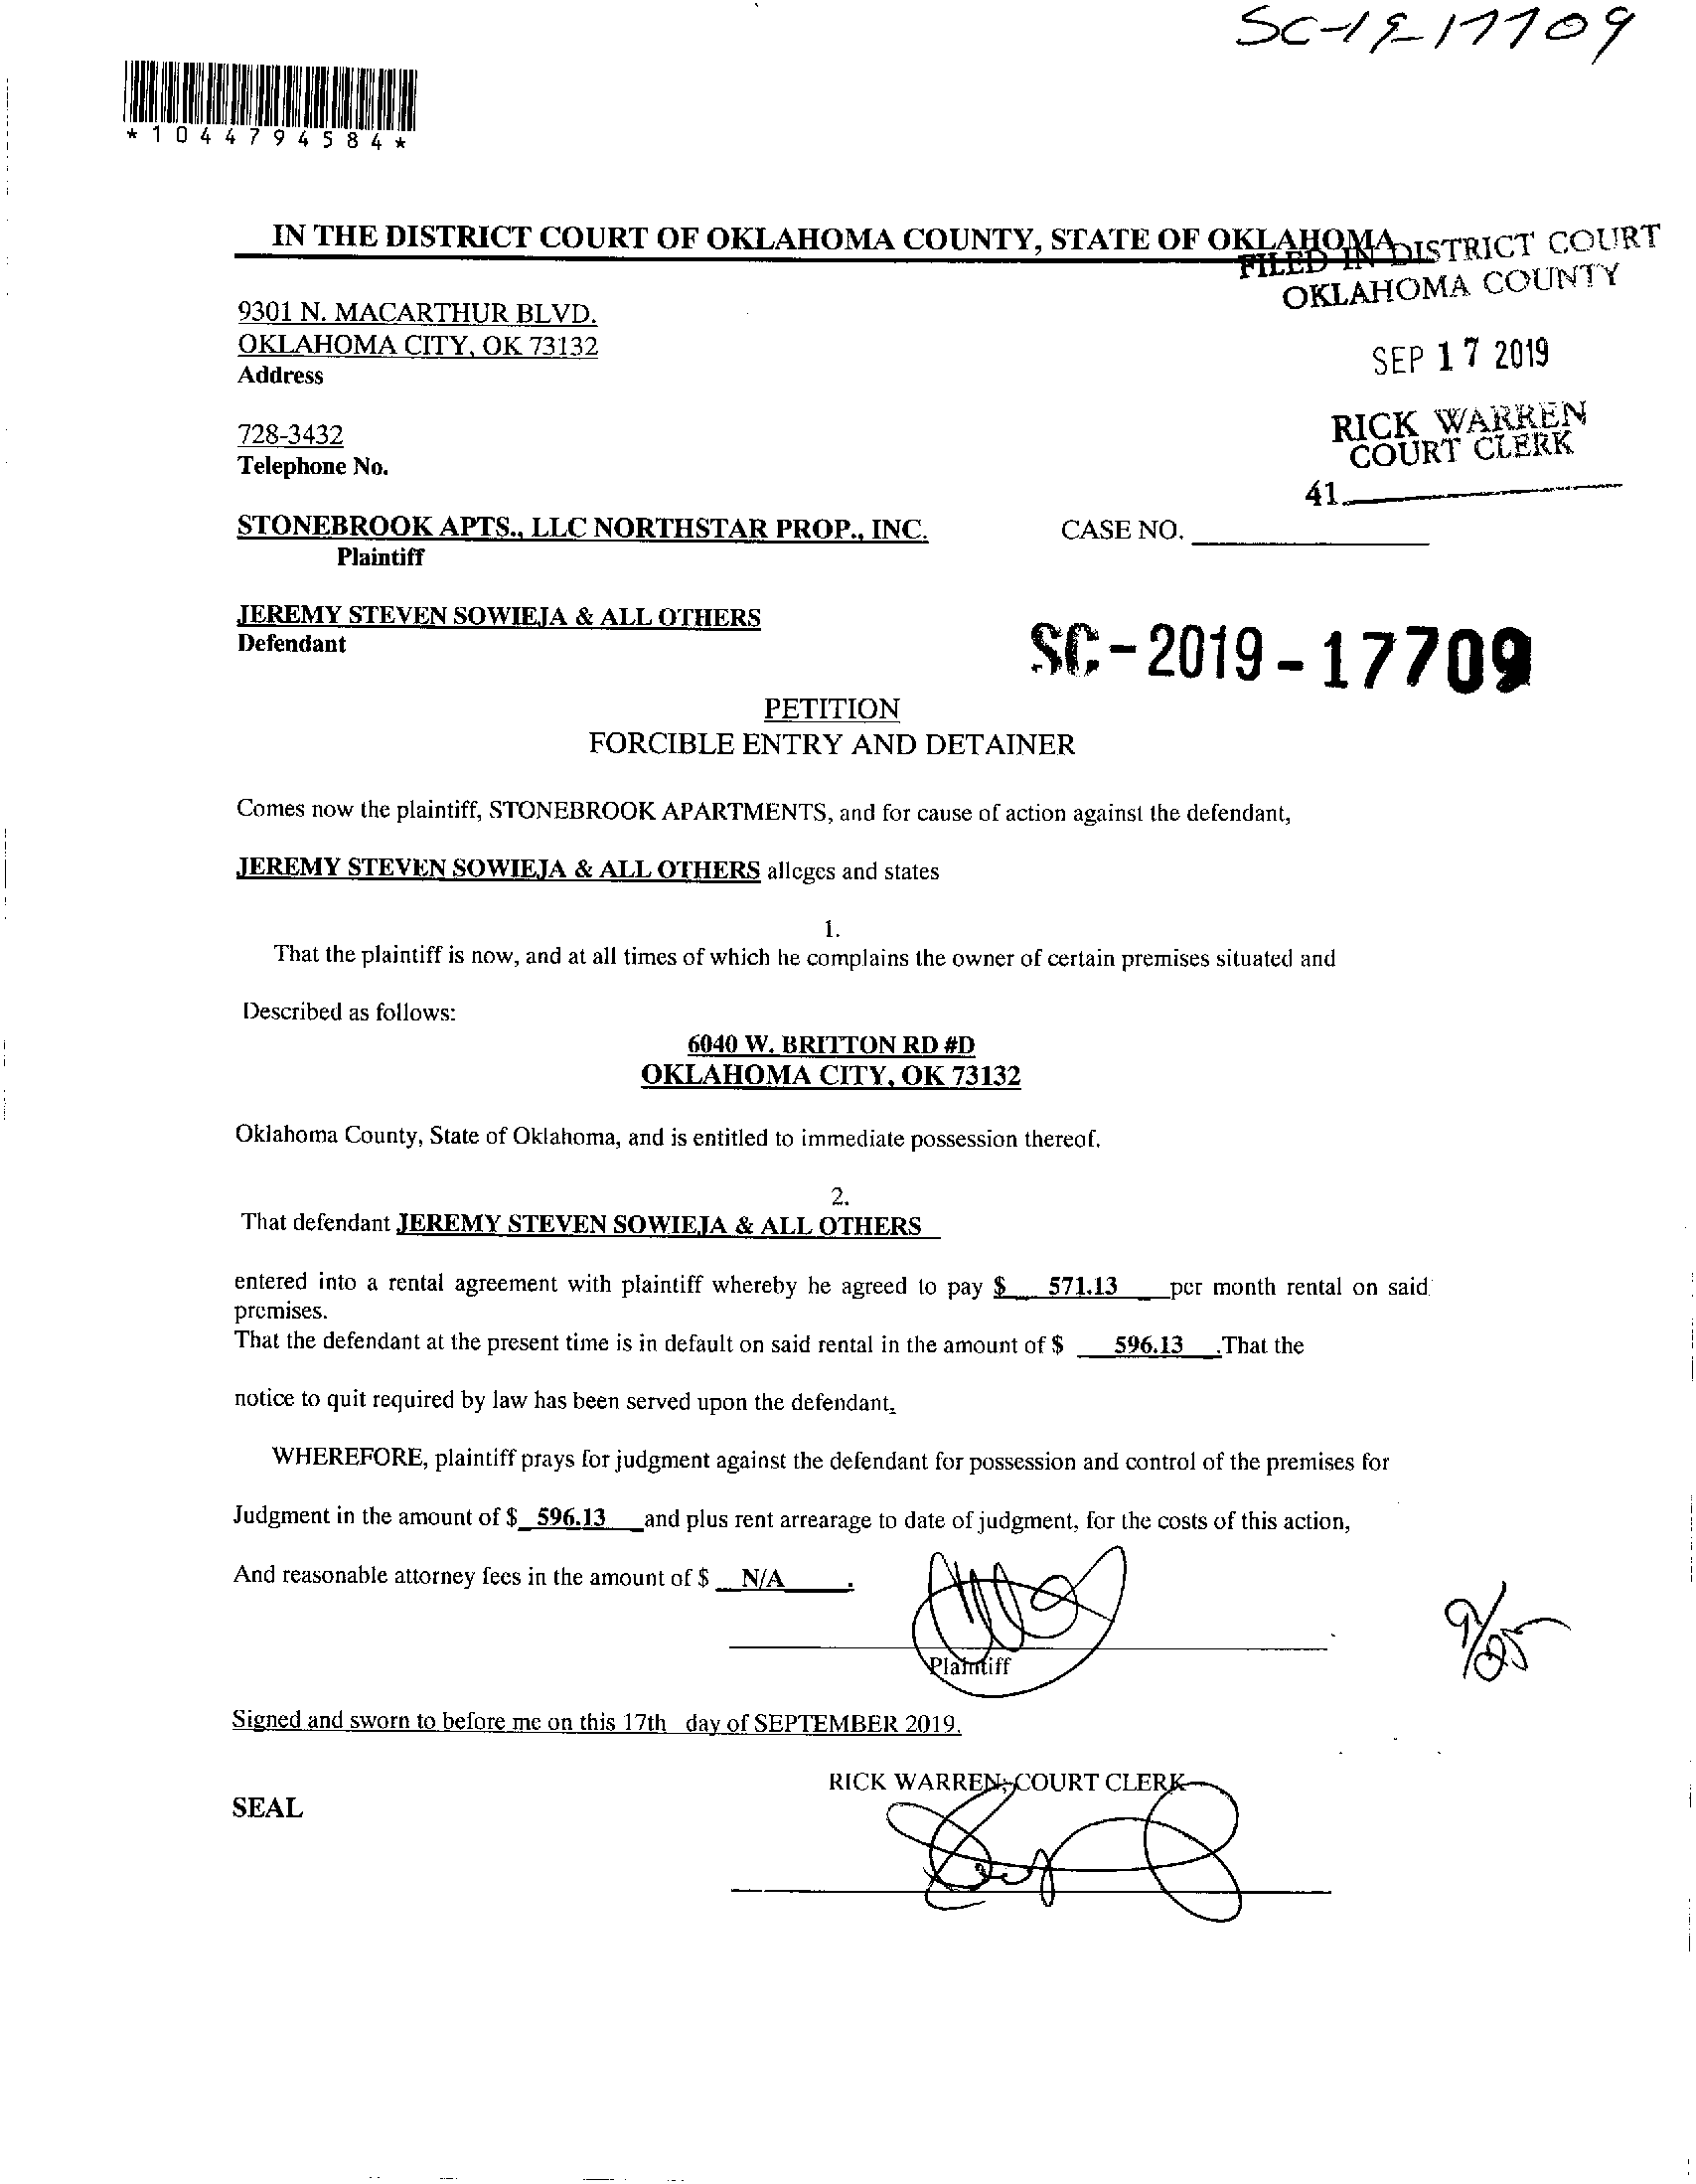 SC-19-17709
*1044794584*
IN THE DISTRICT COURT OF OKLAHOMA COUNTY, STATE OF OKLAHOMA
FILED IN DISTRICT COURT
OKLAHOMA COUNTY
9301 N. MACARTHUR BLVD.
OKLAHOMA CITY, OK 73132
Address
SEP 17 2019
728-3432
Telephone No.
RICK WARREN
COURT CLERK
41
STONEBROOK APTS., LLC NORTHSTAR PROP., INC.
Plaintiff
CASE NO.
JEREMY STEVEN SOWIEJA & ALL OTHERS
Defendant
SC-2019-17709
PETITION
FORCIBLE ENTRY AND DETAINER
Comes now the plaintiff, STONEBROOK APARTMENTS, and for cause of action against the defendant,
JEREMY STEVEN SOWIEJA & ALL OTHERS alleges and states
1.
That the plaintiff is now, and at all times of which he complains the owner of certain premises situated and
Described as follows:
6040 W. BRITTON RD #D
OKLAHOMA CITY, OK 73132
Oklahoma County, State of Oklahoma, and is entitled to immediate possession thereof.
2.
That defendant JEREMY STEVEN SOWIEJA & ALL OTHERS
entered into a rental agreement with plaintiff whereby he agreed to pay $ 571.13 per month rental on said
premises.
That the defendant at the present time is in default on said rental in the amount of $ 596.13 .That the
notice to quit required by law has been served upon the defendant.
WHEREFORE, plaintiff prays for judgment against the defendant for possession and control of the premises for
Judgment in the amount of $ 596.13 and plus rent arrearage to date of judgment, for the costs of this action,
And reasonable attorney fees in the amount of $ N/A .
Plaintiff
9/25
Signed and sworn to before me on this 17th day of SEPTEMBER 2019.
RICK WARREN, COURT CLERK
SEAL